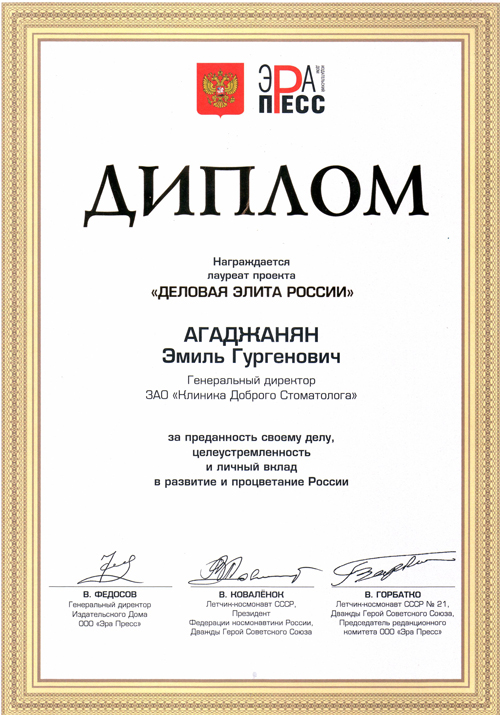 ЭРА
ПРЕСС
ИЗДАТЕЛЬСКИЙ
ДОМ
ДИПЛОМ
Награждается
лауреат проекта
«ДЕЛОВАЯ ЭЛИТА РОССИИ»
АГАДЖАНЯН
Эмиль Гургенович
Генеральный директор
ЗАО «Клиника Доброго Стоматолога»
за преданность своему делу,
целеустремленность
и личный вклад
в развитие и процветание России
В. ФЕДОСОВ
Генеральный директор
Издательского Дома
ООО «Эра Пресс»
В. КОВАЛЁНОК
Летчик-космонавт СССР,
Президент
Федерации космонавтики России,
Дважды Герой Советского Союза
В. ГОРБАТКО
Летчик-космонавт СССР № 21,
Дважды Герой Советского Союза,
Председатель редакционного
комитета ООО «Эра Пресс»